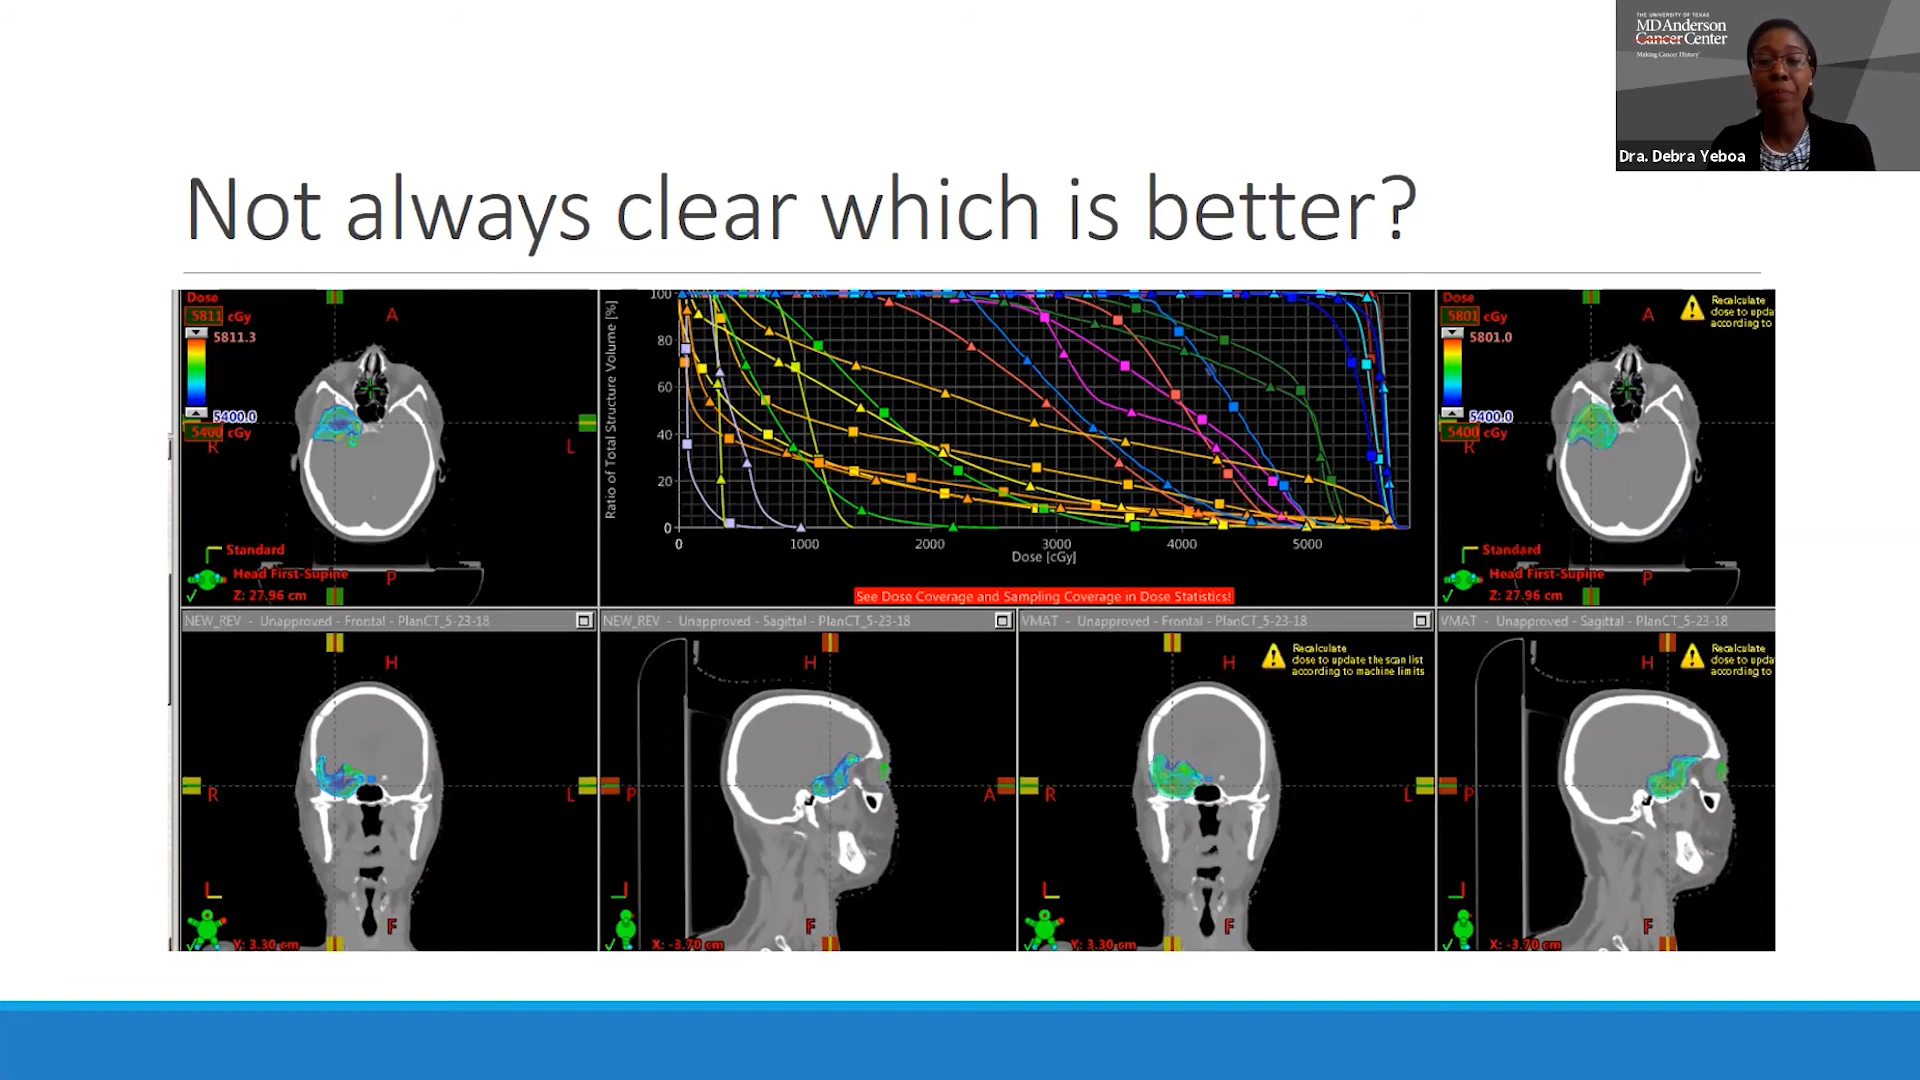 THE UNIVERSITY OF TEXAS
MD Anderson
Cancer Center
Making Cancer History®
Dra. Debra Yeboa
Not always clear which is better?
Dose
5811 cGy
5811.3
5400.0
5400 cGy
A
R
L
P
Standard
Head First-Supine
Z: 27.96 cm
Ratio of Total Structure Volume [%]
100
80
60
40
20
0
0 1000 2000 3000 4000 5000
Dose [cGy]
See Dose Coverage and Sampling Coverage in Dose Statistics!
Dose
5801 cGy
5801.0
5400.0
5400 cGy
A
R
P
Recalculate
dose to upda
according to
Standard
Head First-Supine
Z: 27.96 cm
NEW_REV - Unapproved - Frontal - PlanCT_5-23-18
H
R
L
F
Y: 3.30 cm
NEW_REV - Unapproved - Sagittal - PlanCT_5-23-18
H
P
A
F
X: -3.70 cm
VMAT - Unapproved - Frontal - PlanCT_5-23-18
H
Recalculate
dose to update the scan list
according to machine limits
R
L
F
Y: 3.30 cm
VMAT - Unapproved - Sagittal - PlanCT_5-23-18
H
Recalculate
dose to upda
according to
P
F
X: -3.70 cm